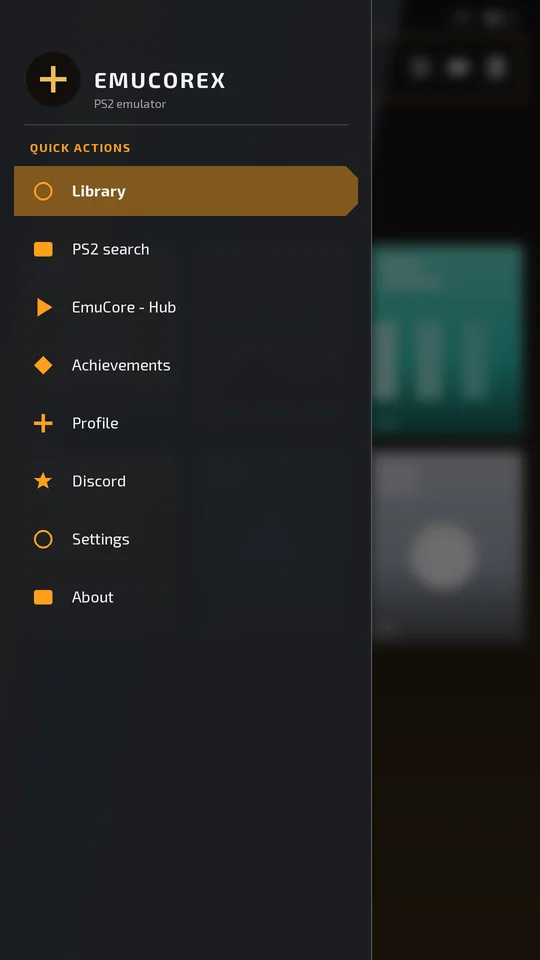 EMUCOREX
PS2 emulator
QUICK ACTIONS
Library
PS2 search
EmuCore - Hub
Achievements
Profile
Discord
Settings
About